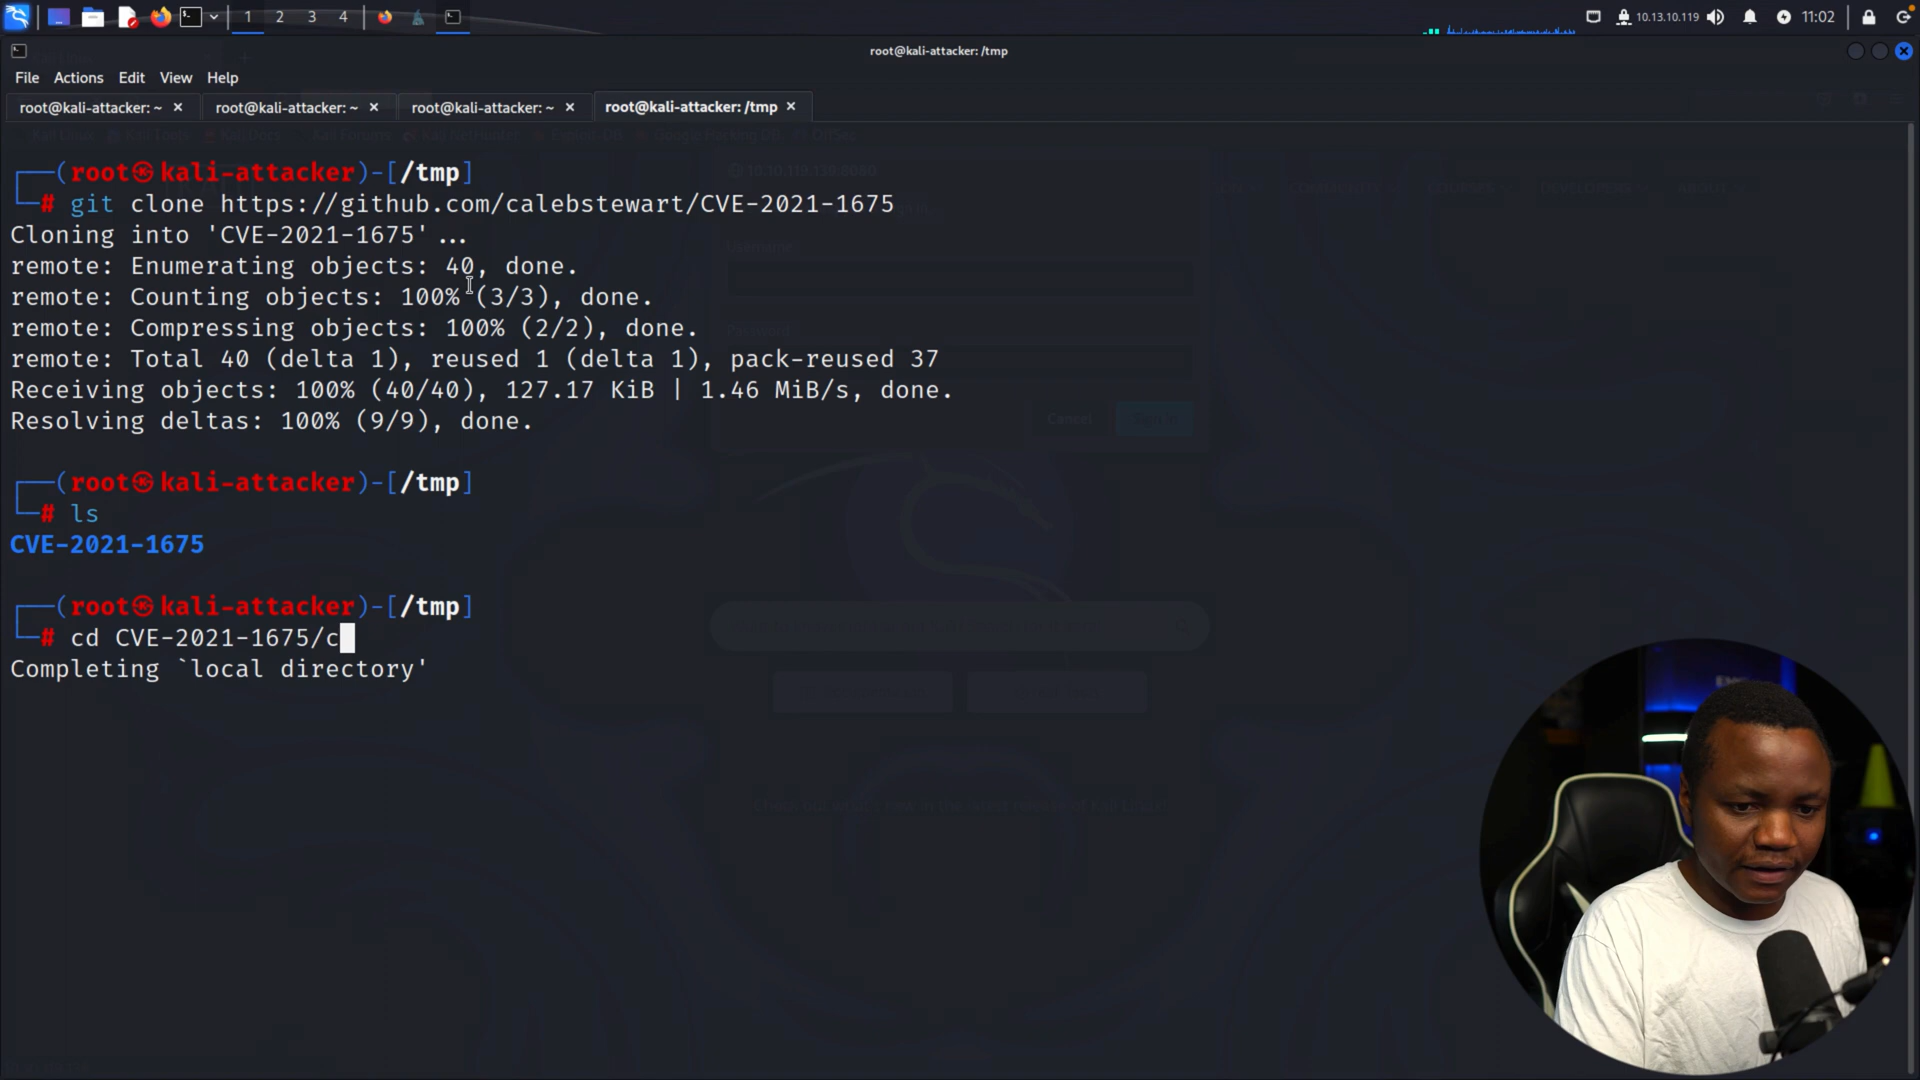 1 2 3 4
10.13.10.119
11:02
root@kali-attacker: /tmp
File Actions Edit View Help
root@kali-attacker: ~ × root@kali-attacker: ~ × root@kali-attacker: ~ × root@kali-attacker: /tmp ×
(root㉿kali-attacker)-[/tmp]
# git clone https://github.com/calebstewart/CVE-2021-1675
Cloning into 'CVE-2021-1675'...
remote: Enumerating objects: 40, done.
remote: Counting objects: 100% (3/3), done.
remote: Compressing objects: 100% (2/2), done.
remote: Total 40 (delta 1), reused 1 (delta 1), pack-reused 37
Receiving objects: 100% (40/40), 127.17 KiB | 1.46 MiB/s, done.
Resolving deltas: 100% (9/9), done.
(root㉿kali-attacker)-[/tmp]
# ls
CVE-2021-1675
(root㉿kali-attacker)-[/tmp]
# cd CVE-2021-1675/c
Completing `local directory'
Username
Password
Cancel Sign in